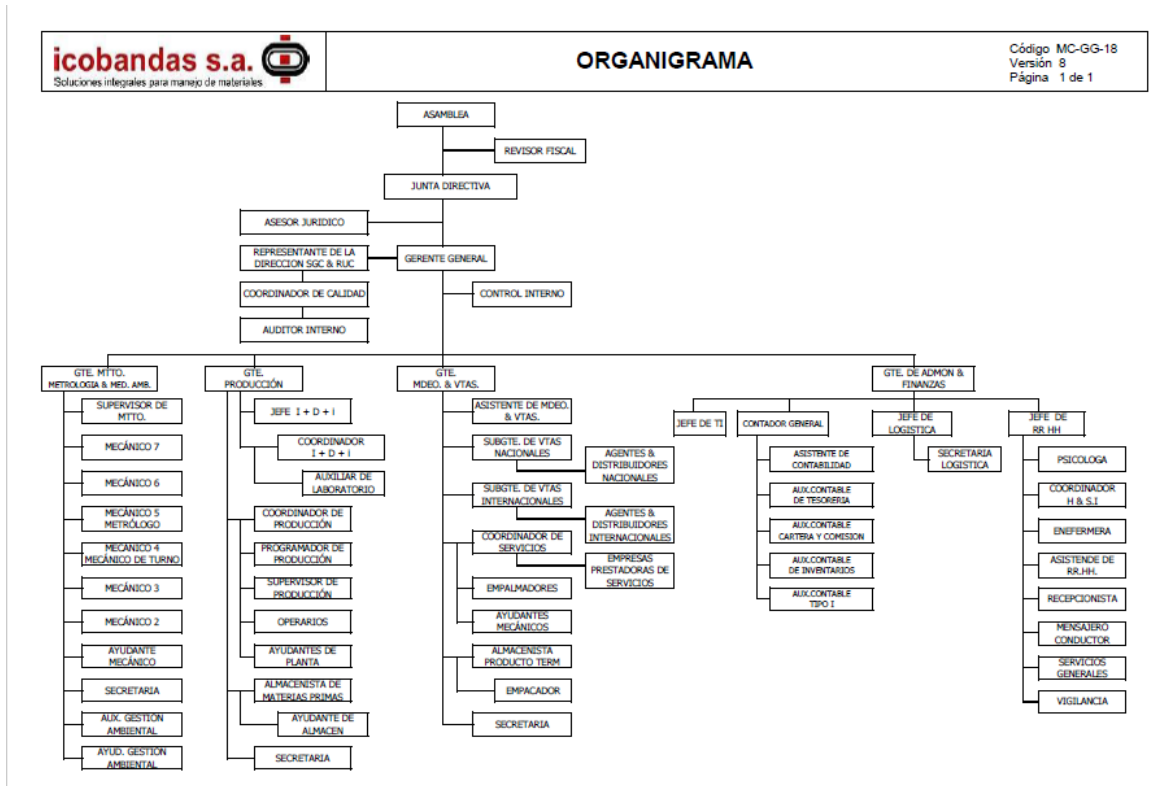 icobandas s.a.
Soluciones integrales para manejo de materiales
ORGANIGRAMA
Código MC-GG-18
Versión 8
Página 1 de 1
ASAMBLEA
REVISOR FISCAL
JUNTA DIRECTIVA
ASESOR JURIDICO
REPRESENTANTE DE LA
DIRECCION SGC & RUC
GERENTE GENERAL
COORDINADOR DE CALIDAD
CONTROL INTERNO
AUDITOR INTERNO
GTE. MTTO.
METROLOGIA & MED. AMB.
SUPERVISOR DE
MTTO.
MECÁNICO 7
MECÁNICO 6
MECÁNICO 5
METRÓLOGO
MECANICO 4
MECÁNICO DE TURNO
MECÁNICO 3
MECÁNICO 2
AYUDANTE
MECÁNICO
SECRETARIA
AUX. GESTIÓN
AMBIENTAL
AYUD. GESTIÓN
AMBIENTAL
GTE.
PRODUCCIÓN
JEFE I + D + i
COORDINADOR
I + D + i
AUXILIAR DE
LABORATORIO
COORDINADOR DE
PRODUCCIÓN
PROGRAMADOR DE
PRODUCCIÓN
SUPERVISOR DE
PRODUCCIÓN
OPERARIOS
AYUDANTES DE
PLANTA
ALMACENISTA DE
MATERIAS PRIMAS
AYUDANTE DE
ALMACEN
SECRETARIA
GTE.
MDEO. & VTAS.
ASISTENTE DE MDEO.
& VTAS.
SUBGTE. DE VTAS
NACIONALES
AGENTES &
DISTRIBUIDORES
NACIONALES
SUBGTE. DE VTAS
INTERNACIONALES
AGENTES &
DISTRIBUIDORES
INTERNACIONALES
COORDINADOR DE
SERVICIOS
EMPRESAS
PRESTADORAS DE
SERVICIOS
EMPALMADORES
AYUDANTES
MECÁNICOS
ALMACENISTA
PRODUCTO TERM
EMPACADOR
SECRETARIA
GTE. DE ADMON &
FINANZAS
JEFE DE TI
CONTADOR GENERAL
ASISTENTE DE
CONTABILIDAD
AUX.CONTABLE
DE TESORERIA
AUX.CONTABLE
CARTERA Y COMISION
AUX.CONTABLE
DE INVENTARIOS
AUX.CONTABLE
TIPO I
JEFE DE
LOGISTICA
SECRETARIA
LOGISTICA
JEFE DE
RR HH
PSICOLOGA
COORDINADOR
H & S.I
ENEFERMERA
ASISTENDE DE
RR.HH.
RECEPCIONISTA
MENSAJERO
CONDUCTOR
SERVICIOS
GENERALES
VIGILANCIA